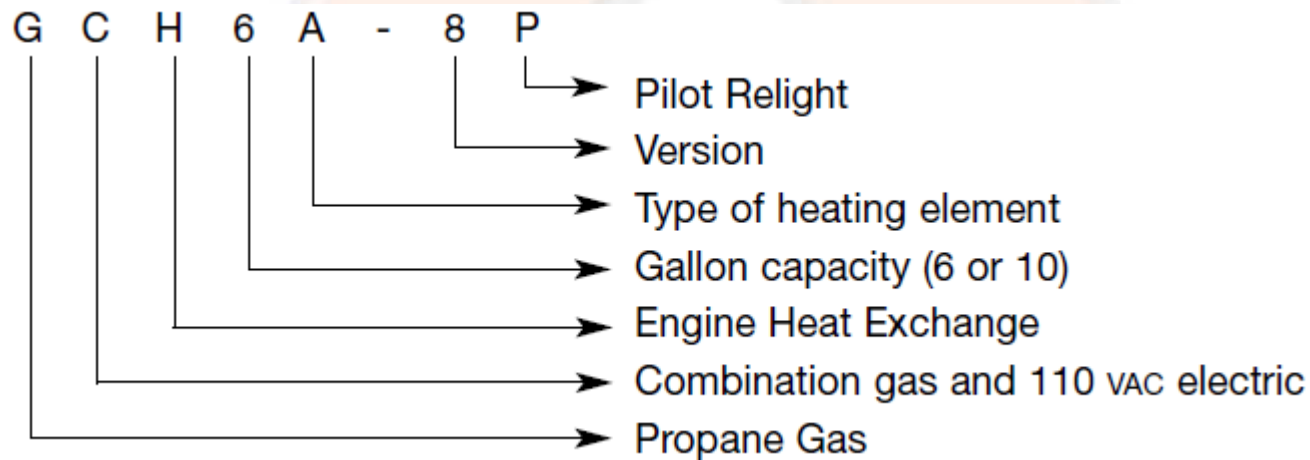 G C H 6 A - 8 P
Pilot Relight
Version
Type of heating element
Gallon capacity (6 or 10)
Engine Heat Exchange
Combination gas and 110 VAC electric
Propane Gas